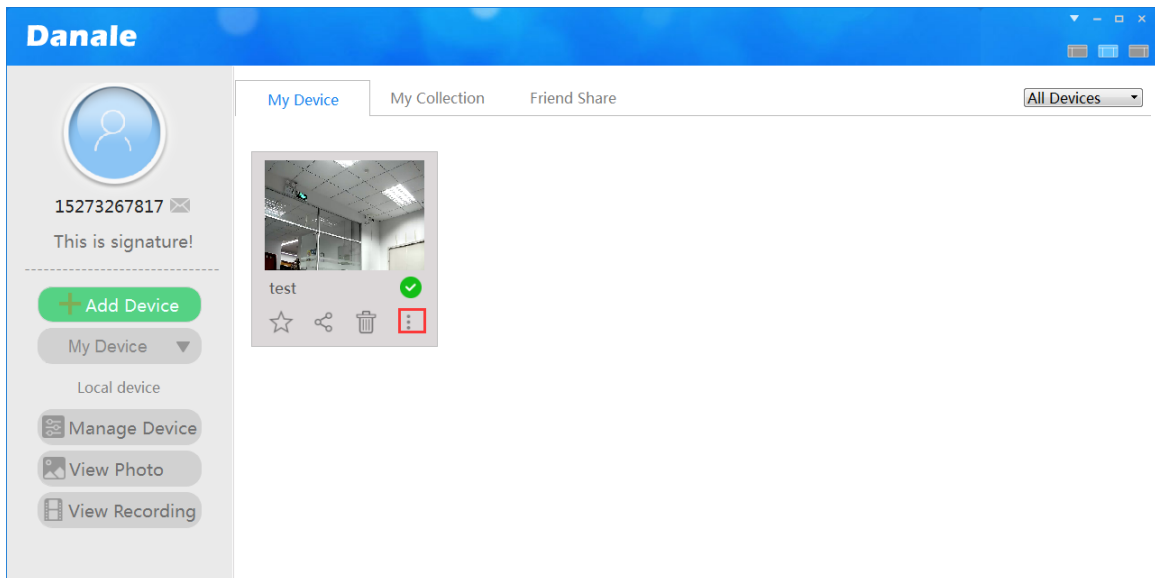 Danale
15273267817
This is signature!
Add Device
My Device
Local device
Manage Device
View Photo
View Recording
My Device My Collection Friend Share All Devices
test